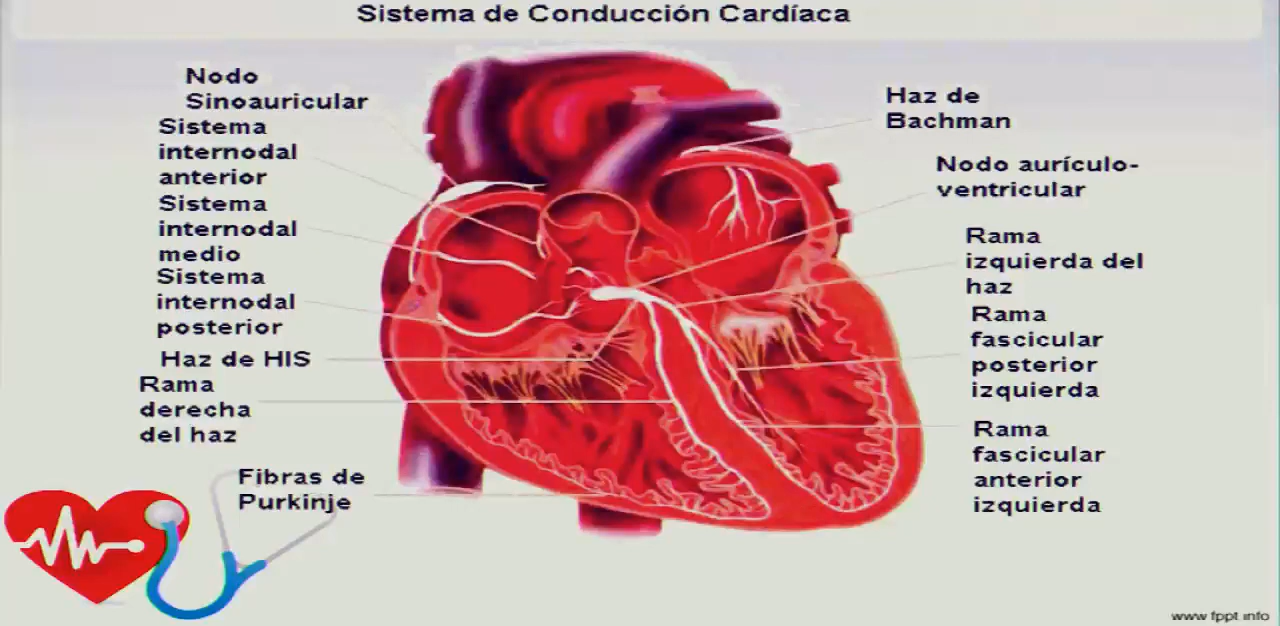 Sistema de Conducción Cardíaca
Nodo
Sinoauricular
Sistema
internodal
anterior
Sistema
internodal
medio
Sistema
internodal
posterior
Haz de HIS
Rama
derecha
del haz
Fibras de
Purkinje
Haz de
Bachman
Nodo aurículo-
ventricular
Rama
izquierda del
haz
Rama
fascicular
posterior
izquierda
Rama
fascicular
anterior
izquierda
www.fppt.info